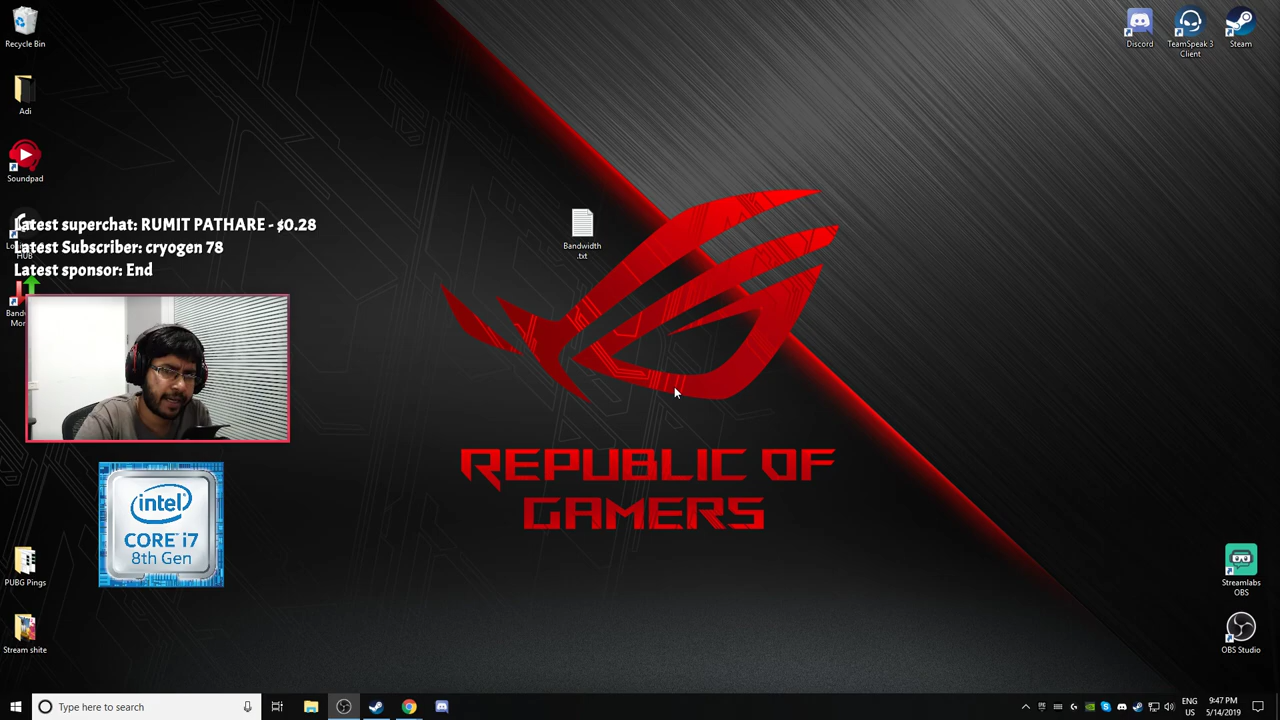 Recycle Bin
Adi
Soundpad
Latest superchat: RUMIT PATHARE - $0.28
Latest Subscriber: cryogen 78
HUB
Latest sponsor: End
Bandwidth
.txt
Discord
TeamSpeak 3
Client
Steam
REPUBLIC OF
GAMERS
intel
CORE i7
8th Gen
PUBG Pings
Stream shite
Streamlabs
OBS
OBS Studio
Type here to search
ENG
US
9:47 PM
5/14/2019